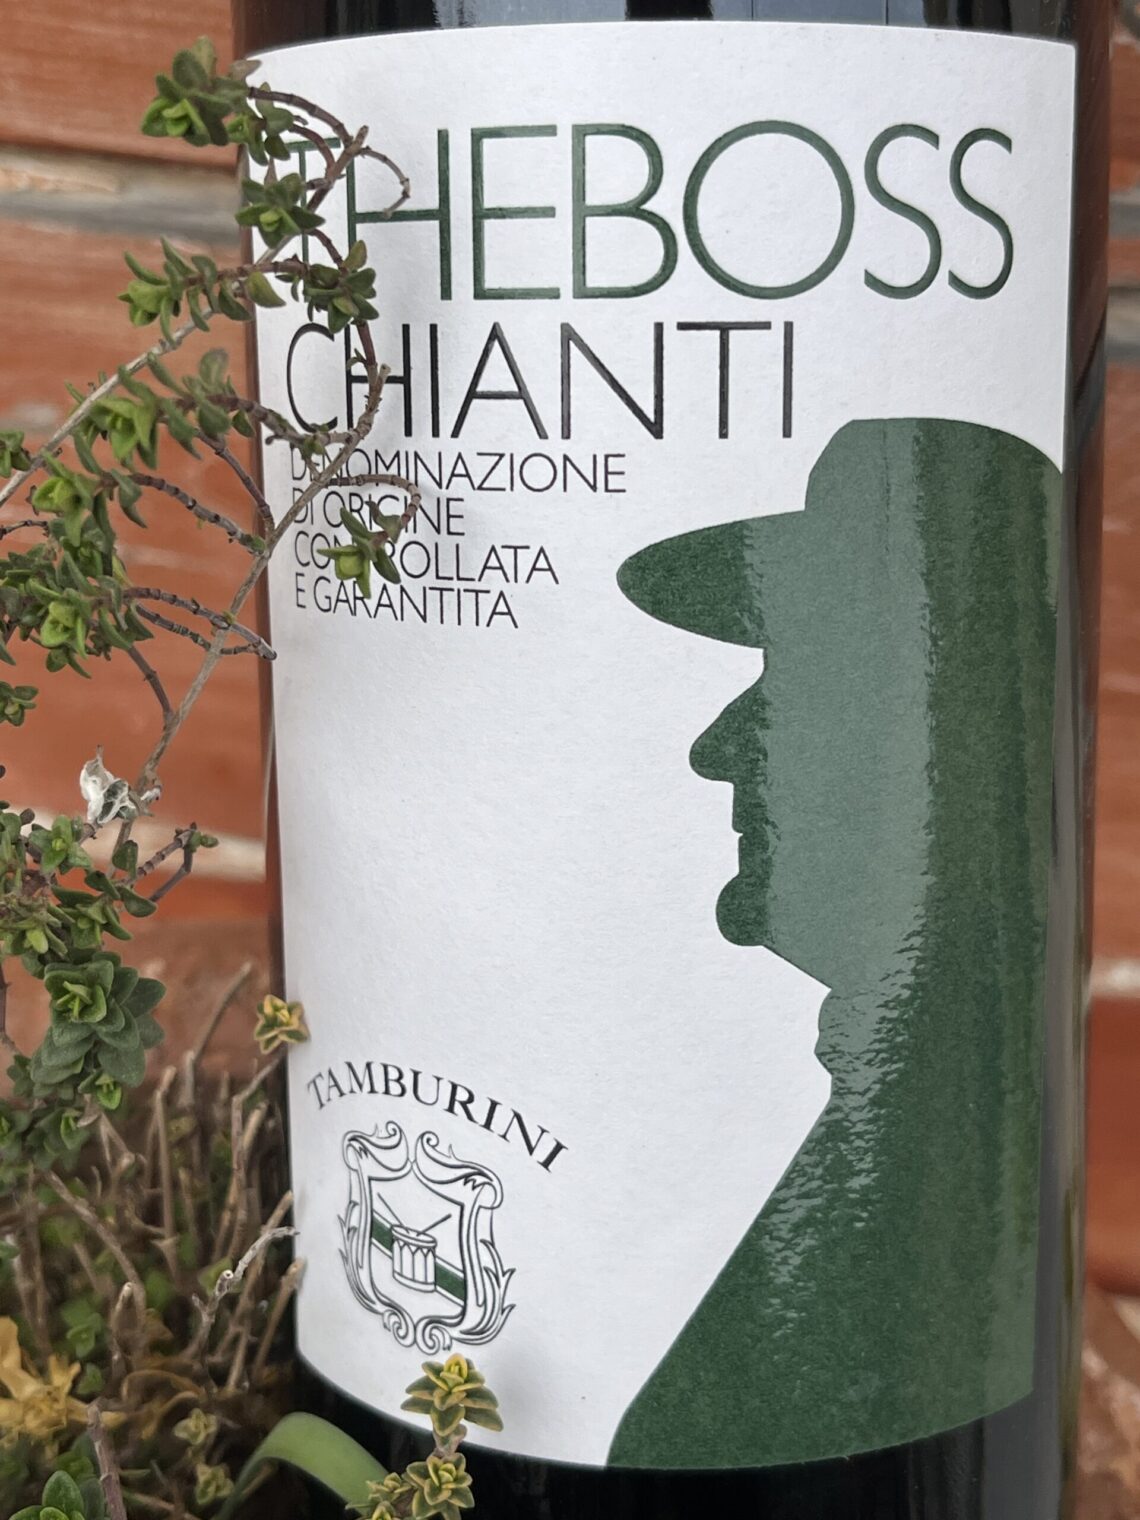 THEBOSS
CHIANTI
DENOMINAZIONE
DI ORIGINE
CONTROLLATA
E GARANTITA
TAMBURINI